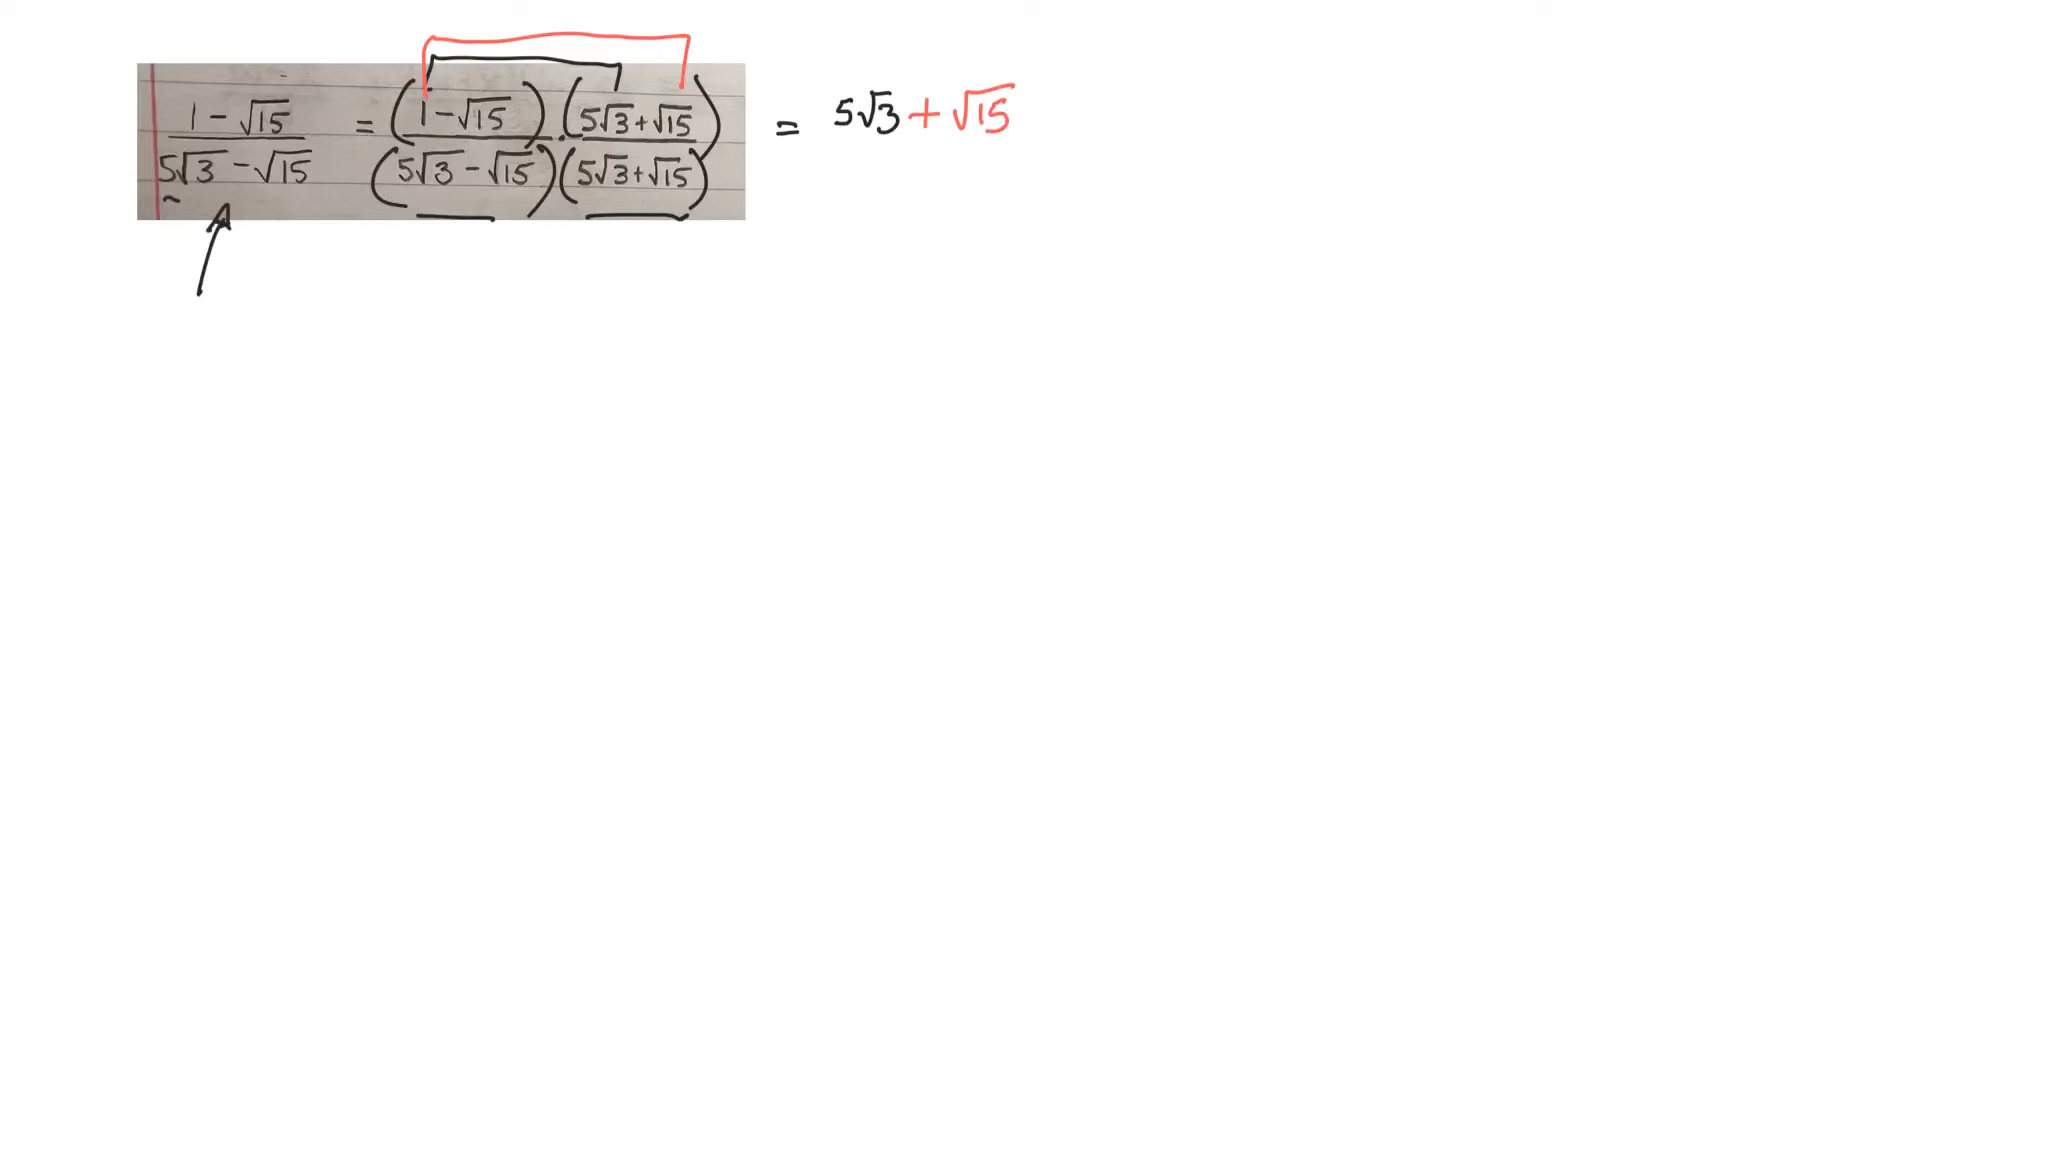 1 - √15 / 5√3 - √15 = (1 - √15) · (5√3 + √15) / (5√3 - √15)(5√3 + √15) = 5√3 + √15